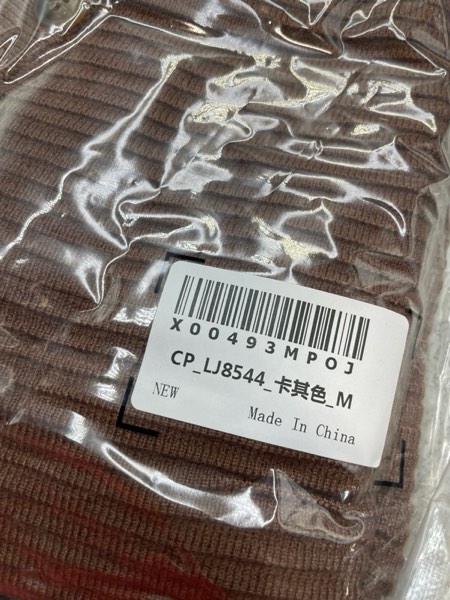 X00493MPOJ
CP_LJ8544_卡其色_M
NEW
Made In China